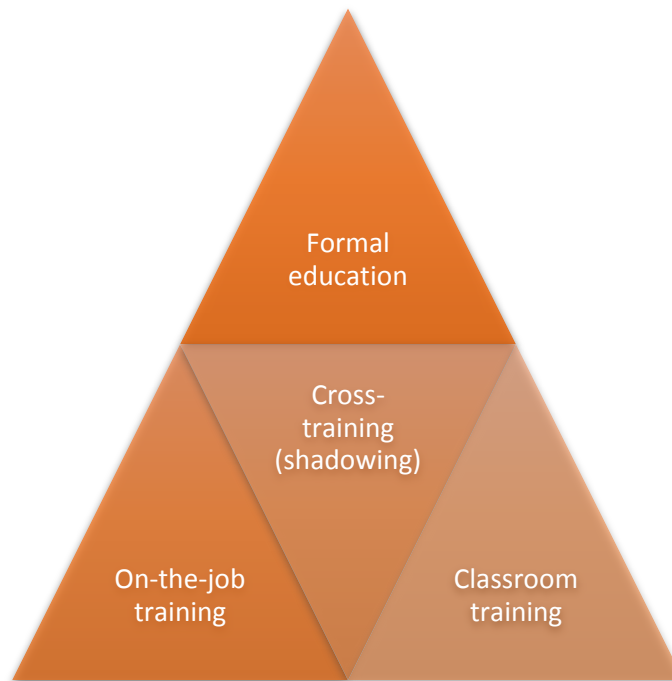 Formal
education
Cross-
training
(shadowing)
On-the-job
training
Classroom
training